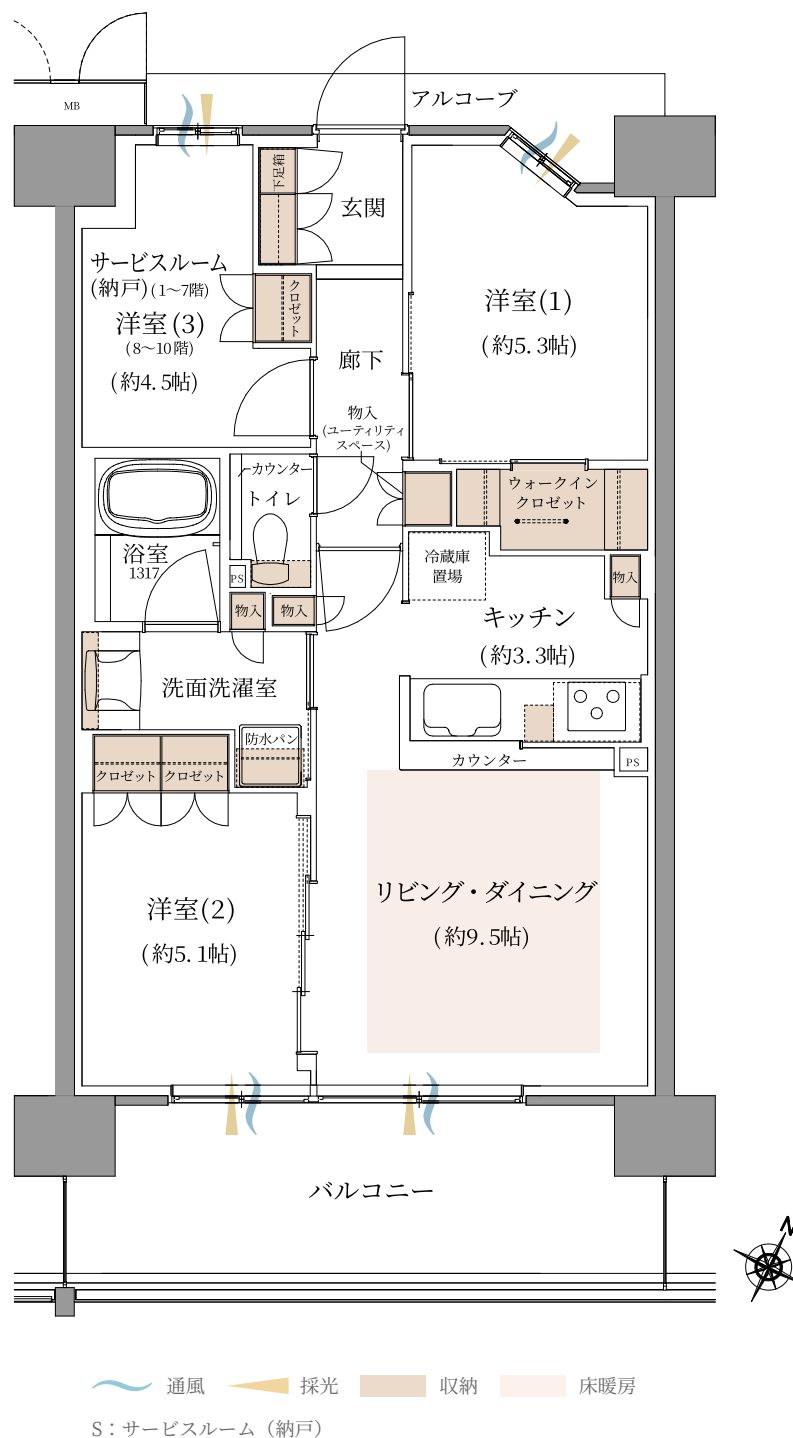 MB
アルコーブ
下足箱
玄関
サービスルーム
(納戸)(1〜7階)
洋室(3)
(8〜10階)
(約4.5帖)
クロゼット
洋室(1)
(約5.3帖)
廊下
物入
(ユーティリティ
スペース)
カウンター
トイレ
ウォークイン
クロゼット
浴室
1317
PS
冷蔵庫
置場
物入
物入
物入
キッチン
(約3.3帖)
洗面洗濯室
防水パン
クロゼット
クロゼット
カウンター
PS
リビング・ダイニング
(約9.5帖)
洋室(2)
(約5.1帖)
バルコニー
N
通風
採光
収納
床暖房
S：サービスルーム（納戸）